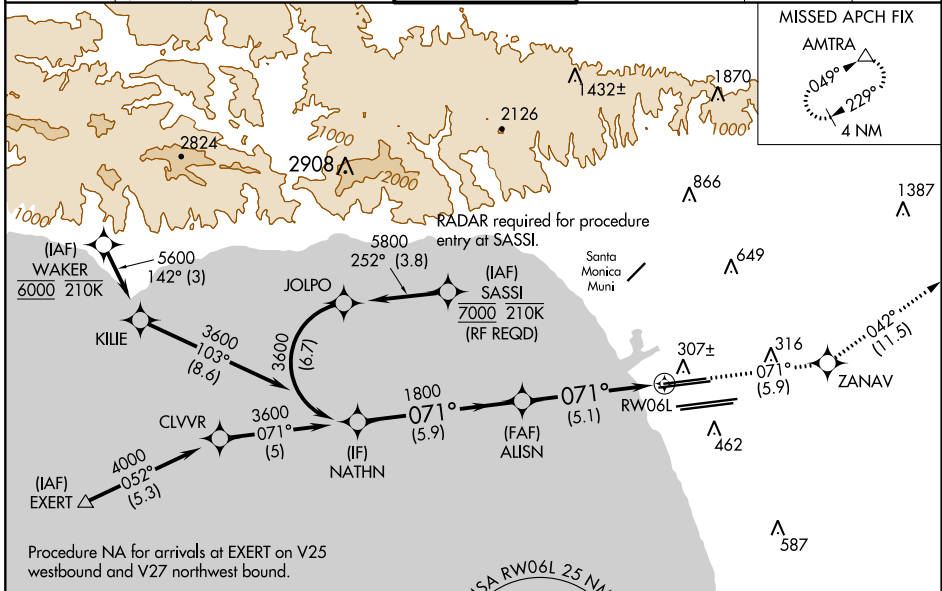 MISSED APCH FIX
AMTRA
049°
229°
4 NM
1432±
1870
1000
2126
1000
2824
2908
2000
1000
866
1387
RADAR required for procedure
entry at SASSI.
(IAF)
WAKER
6000 210K
5600
142° (3)
5800
252° (3.8)
JOLPO
(IAF)
SASSI
7000 210K
(RF REQD)
Santa
Monica
Muni
649
KILIE
3600
103°
(8.6)
3600
(6.7)
042°
(11.5)
307±
316
071°
(5.9)
ZANAV
RW06L
CLVVR
3600
071°
(5)
1800
071°
(5.9)
071°
(5.1)
(IF)
NATHN
(FAF)
ALISN
462
4000
052°
(5.3)
(IAF)
EXERT
587
Procedure NA for arrivals at EXERT on V25
westbound and V27 northwest bound.
SA RW06L 25 N